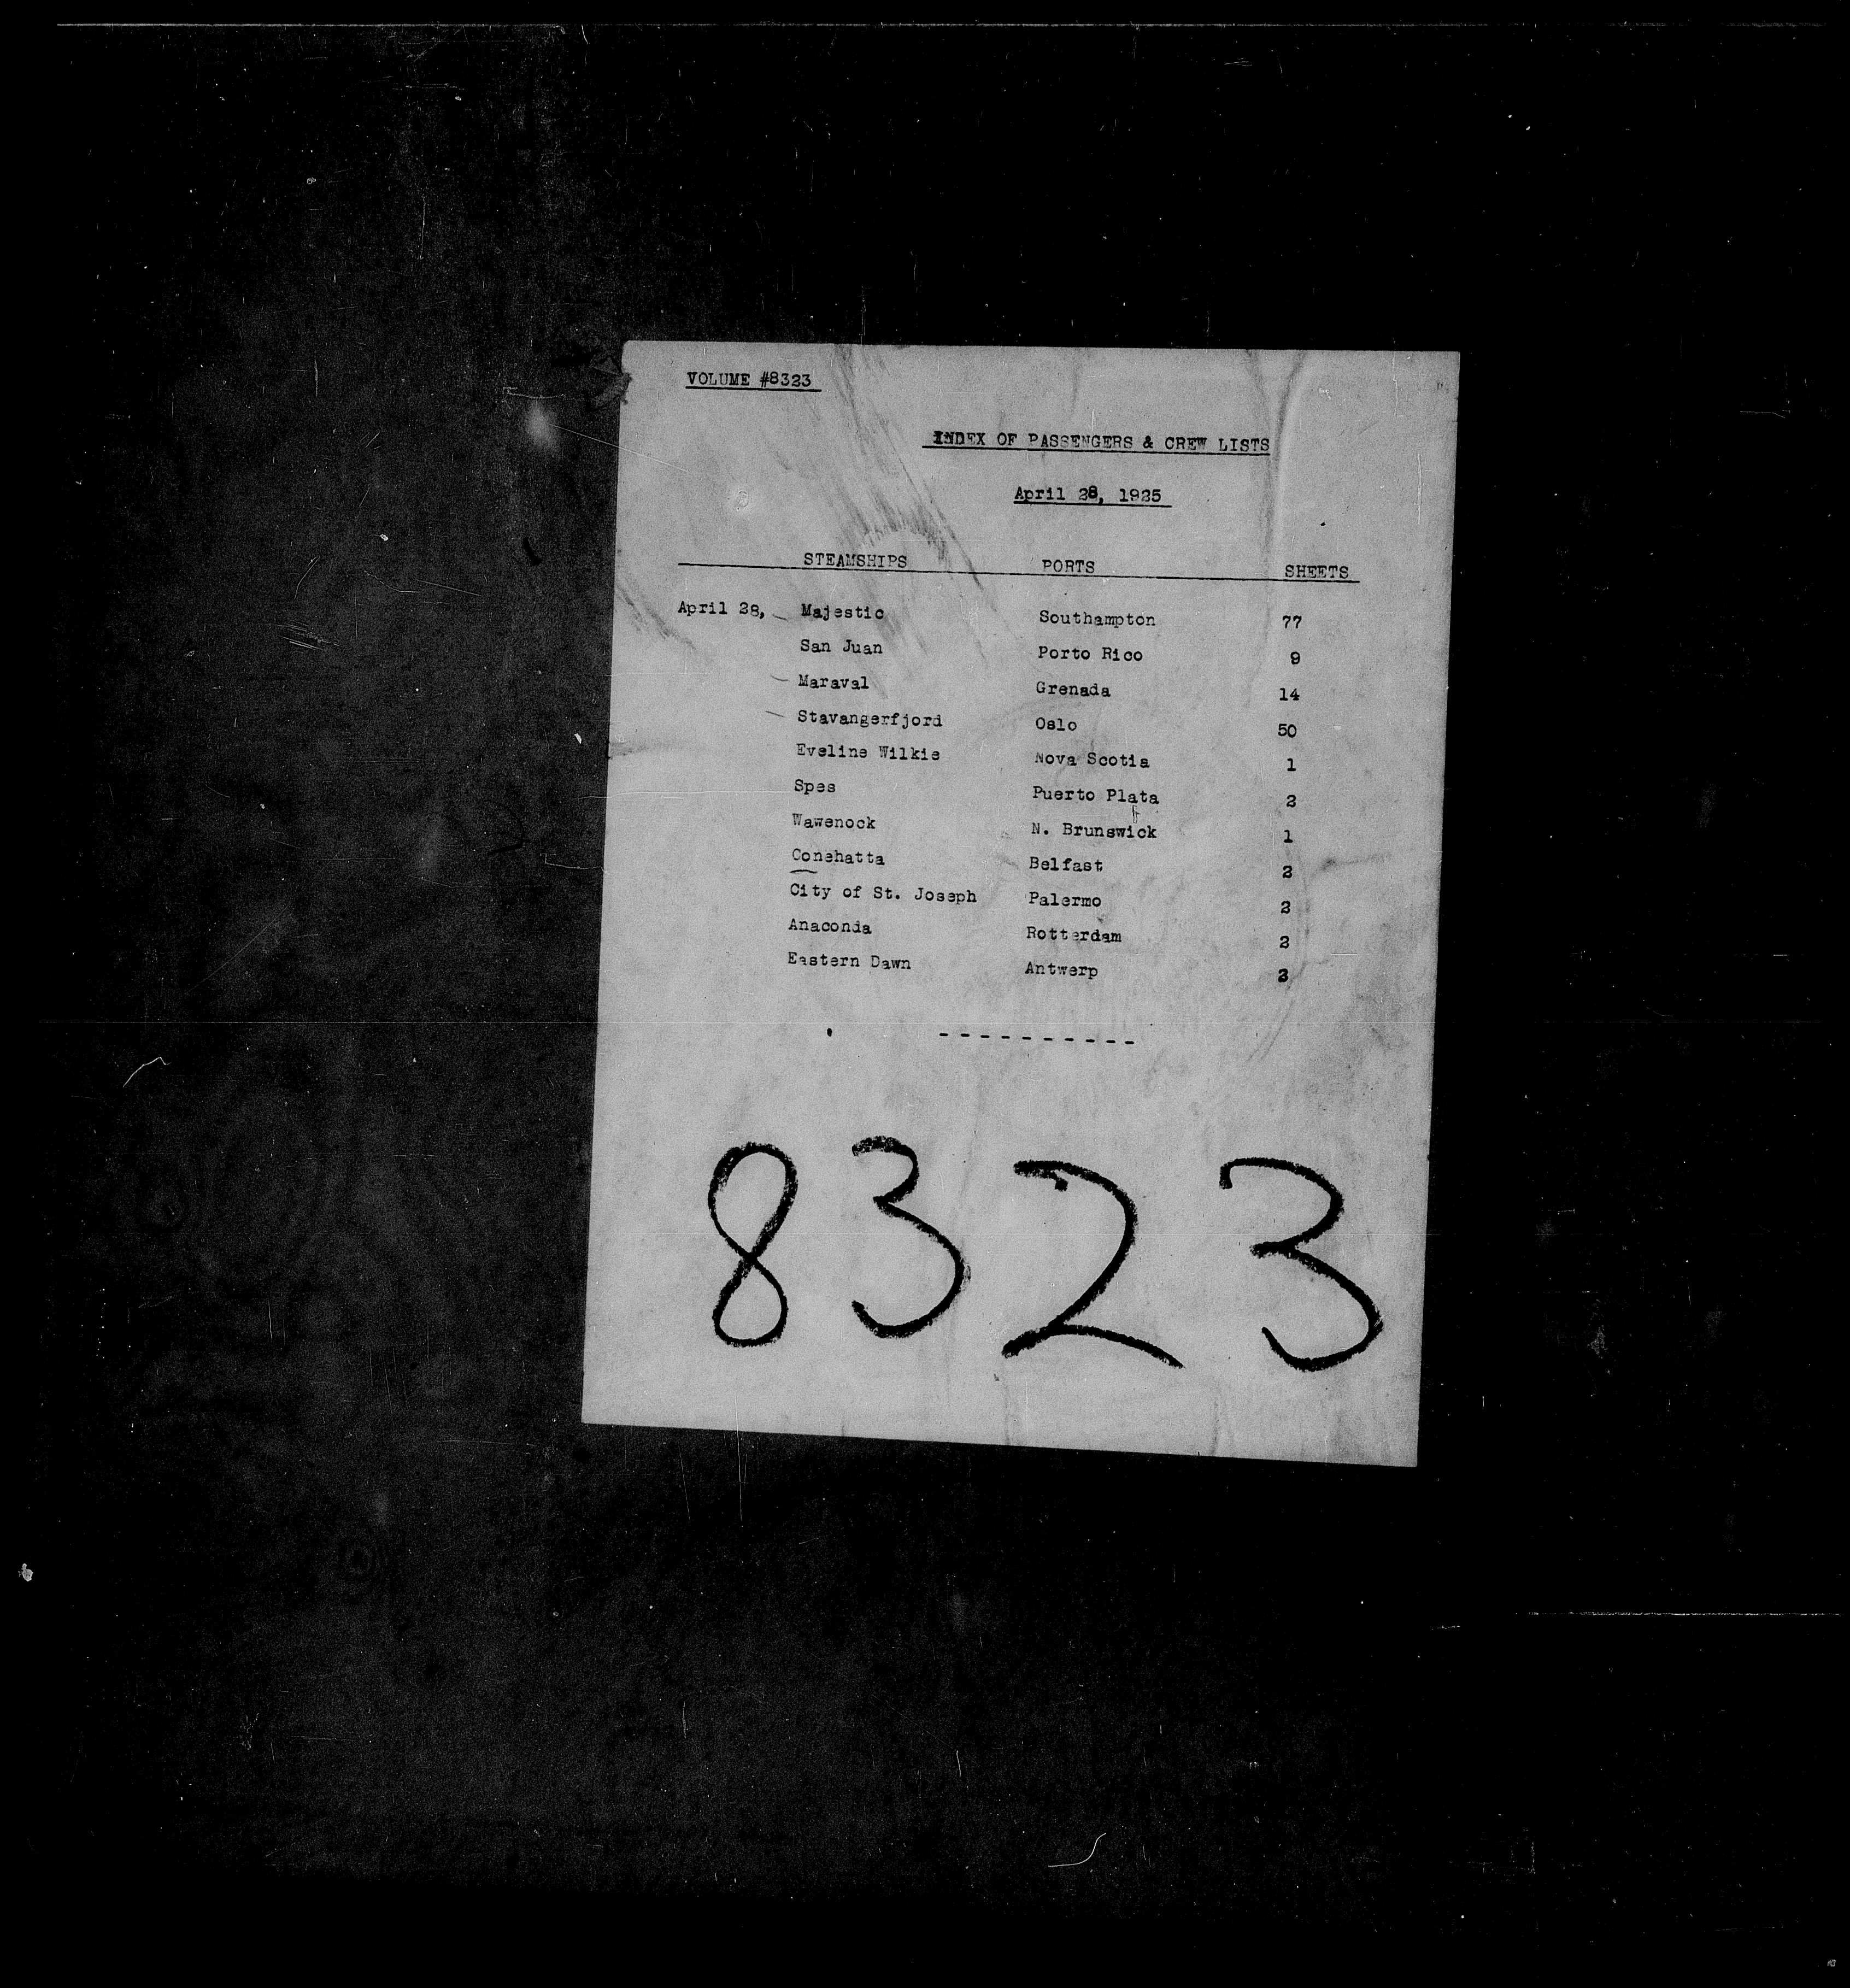 VOLUME #8323
INDEX OF PASSENGERS & CREW LISTS
April 28, 1925
STEAMSHIPS PORTS SHEETS
April 28, Majestic Southampton 77
San Juan Porto Rico 9
Maraval Grenada 14
Stavangerfjord Oslo 50
Eveline Wilkie Nova Scotia 1
Spes Puerto Plata 2
Wawenock N. Brunswick 1
Conehatta Belfast 2
City of St. Joseph Palermo 2
Anaconda Rotterdam 2
Eastern Dawn Antwerp
----------
8323